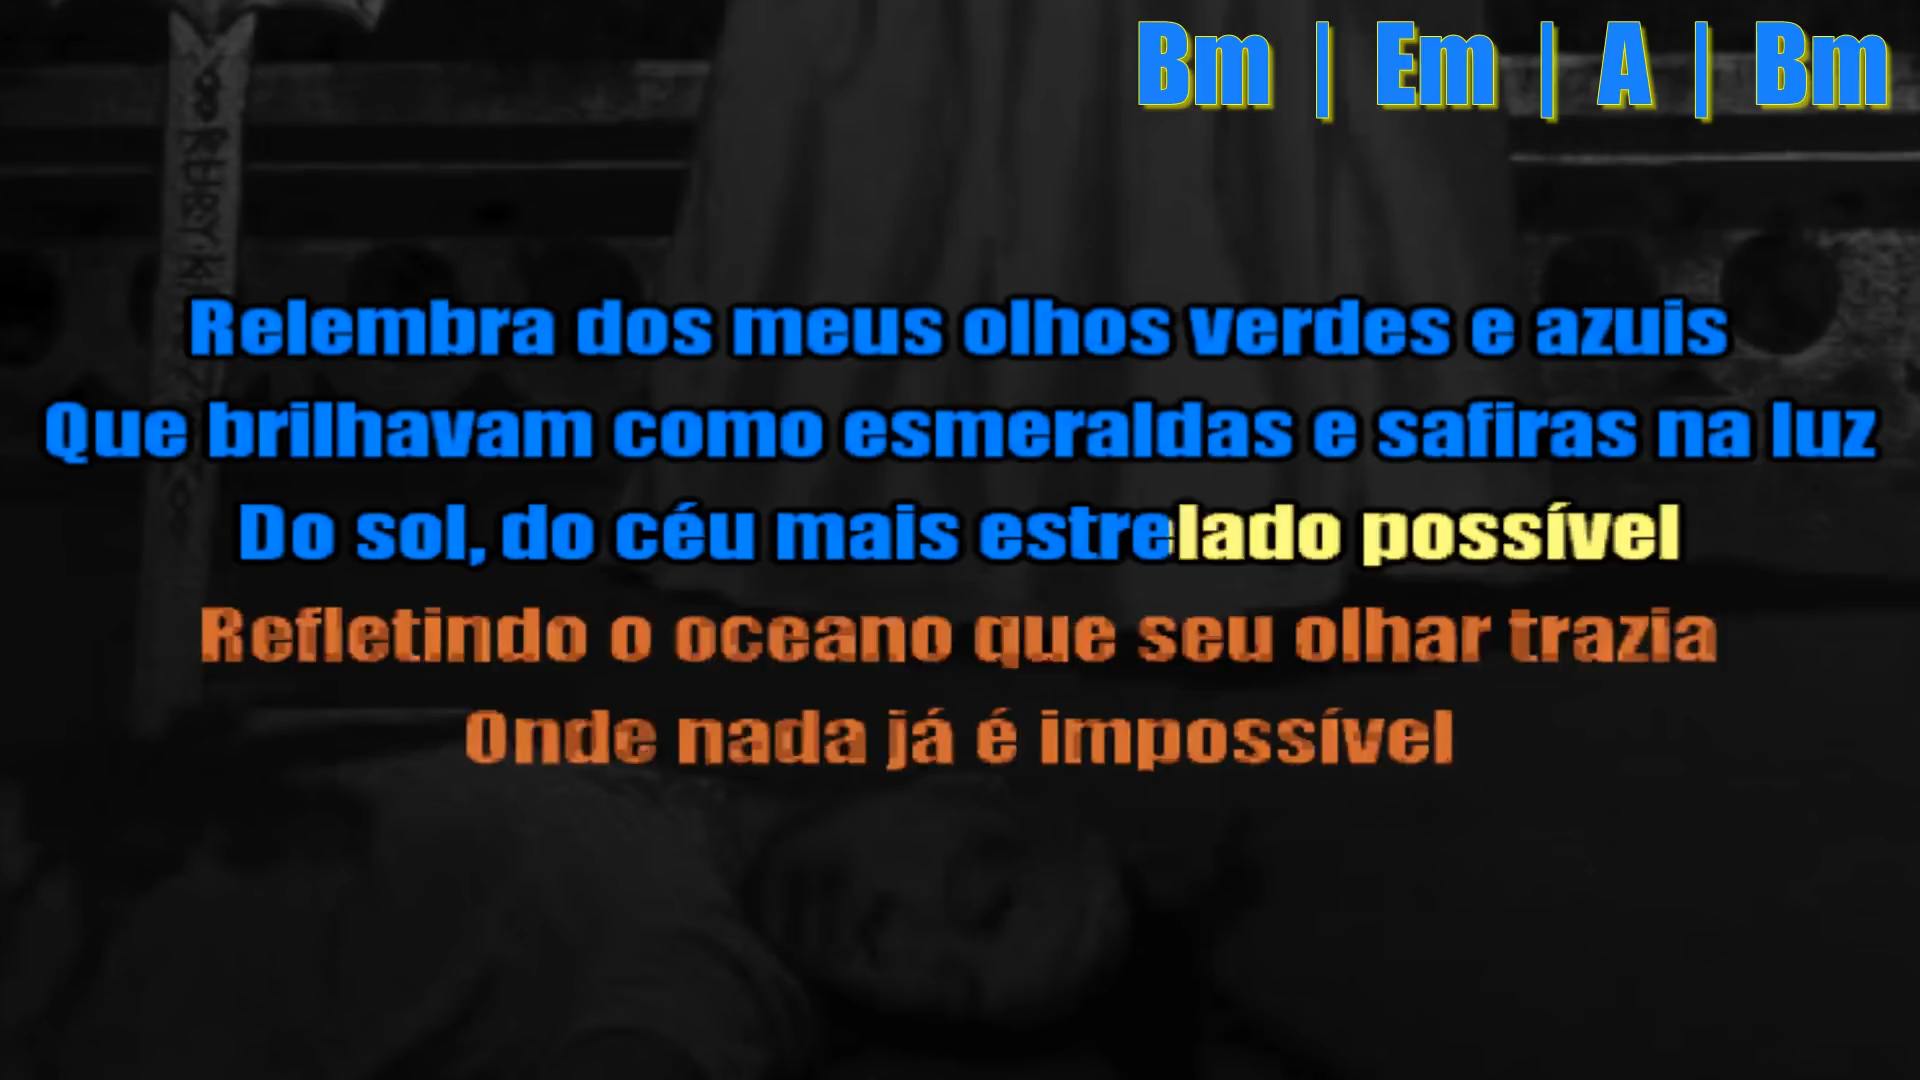 Bm | Em | A | Bm
Relembra dos meus olhos verdes e azuis
Que brilhavam como esmeraldas e safiras na luz
Do sol, do céu mais estrelado possível
Refletindo o oceano que seu olhar trazia
Onde nada já é impossível